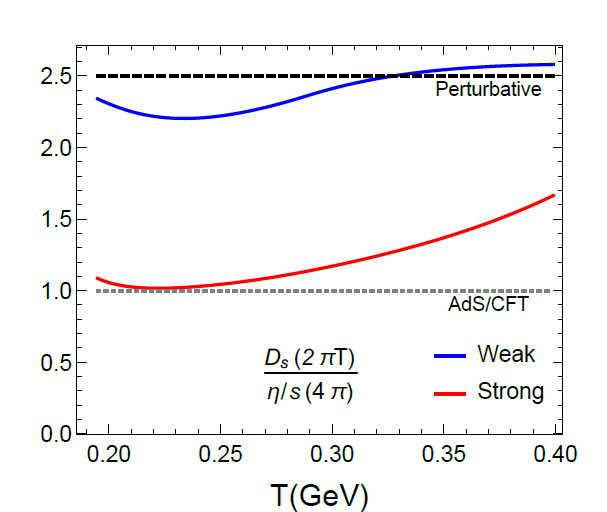 2.5
Perturbative
2.0
1.5
1.0
AdS/CFT
D_s (2 πT)
η/s (4 π)
Weak
Strong
0.5
0.0
0.20 0.25 0.30 0.35 0.40
T(GeV)